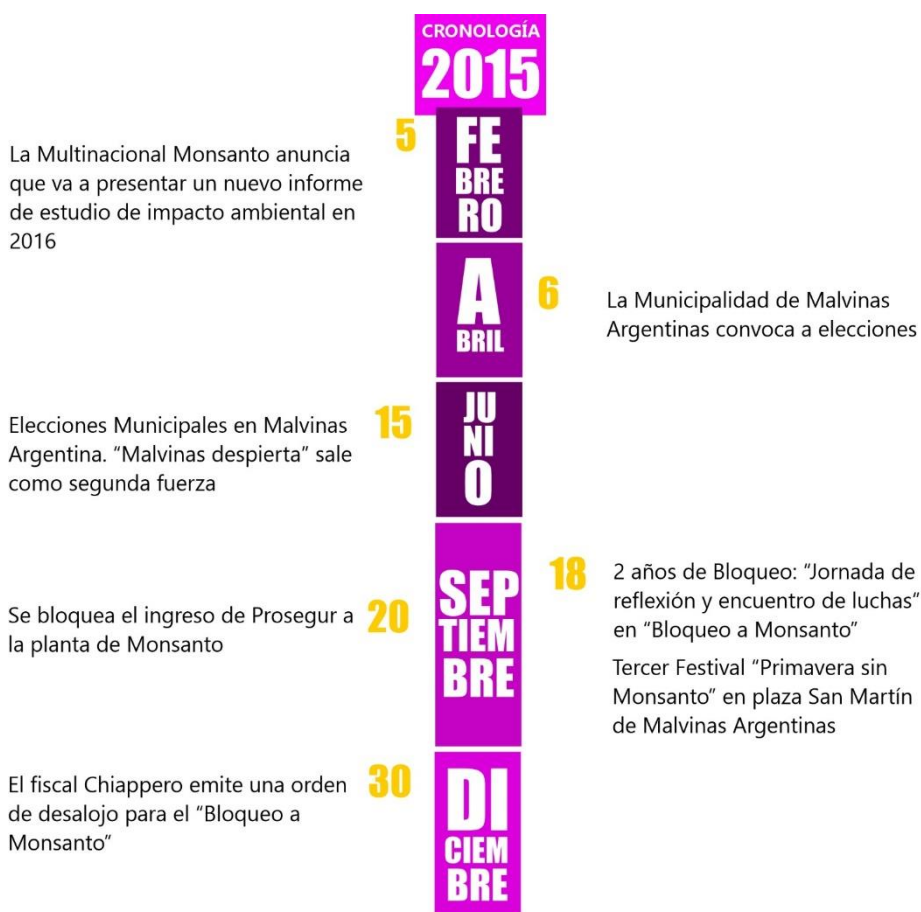 CRONOLOGÍA
2015
5
FE
BRE
RO
La Multinacional Monsanto anuncia
que va a presentar un nuevo informe
de estudio de impacto ambiental en
2016
A
BRIL
6
La Municipalidad de Malvinas
Argentinas convoca a elecciones
15
JU
NI
O
Elecciones Municipales en Malvinas
Argentina. “Malvinas despierta” sale
como segunda fuerza
SEP
TIEM
BRE
18
2 años de Bloqueo: “Jornada de
reflexión y encuentro de luchas“
en “Bloqueo a Monsanto”
Tercer Festival “Primavera sin
Monsanto” en plaza San Martín
de Malvinas Argentinas
20
Se bloquea el ingreso de Prosegur a
la planta de Monsanto
30
DI
CIEM
BRE
El fiscal Chiappero emite una orden
de desalojo para el “Bloqueo a
Monsanto”